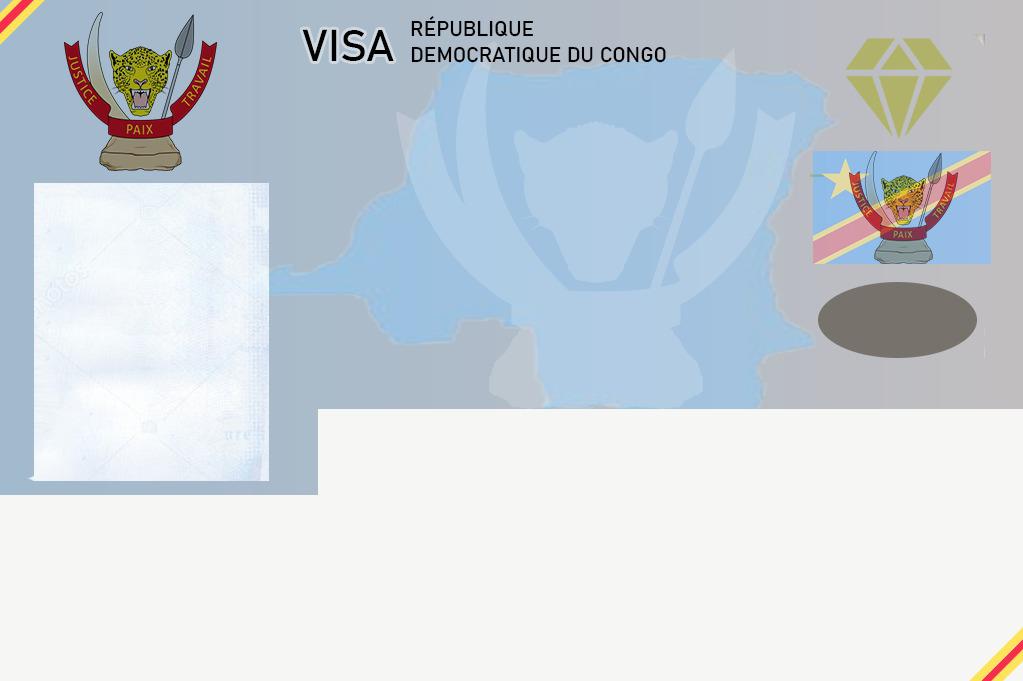 VISA
RÉPUBLIQUE
DEMOCRATIQUE DU CONGO
JUSTICE
PAIX
TRAVAIL
JUSTICE
PAIX
TRAVAIL